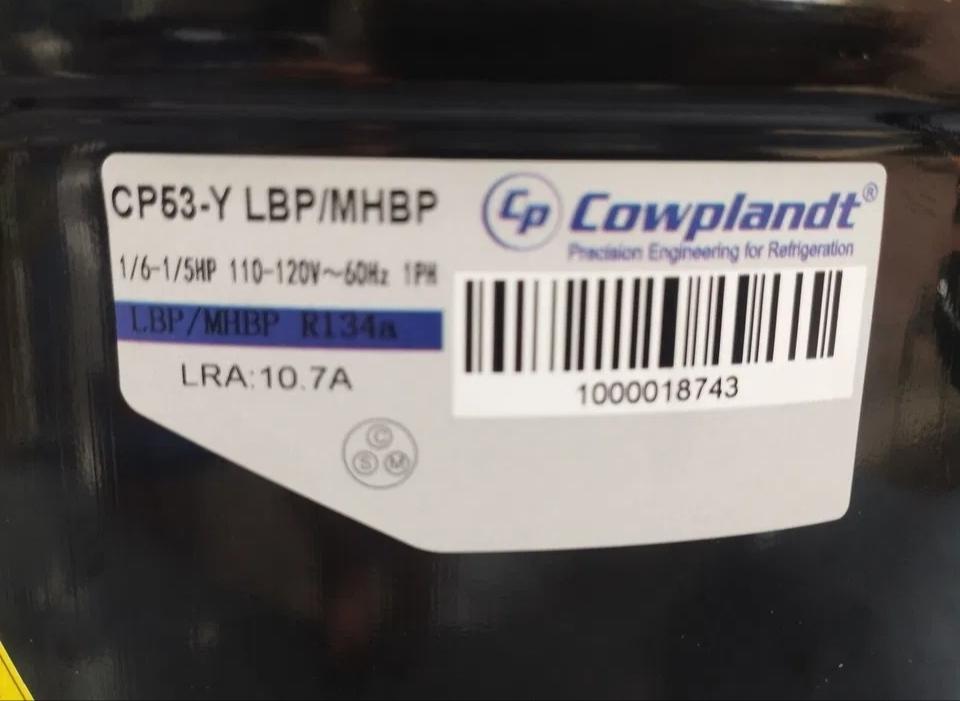 CP53-Y LBP/MHBP
Cp Cowplandt®
Precision Engineering for Refrigeration
1/6-1/5HP 110-120V~60Hz 1PH
LBP/MHBP R134a
LRA:10.7A
1000018743
C
S M